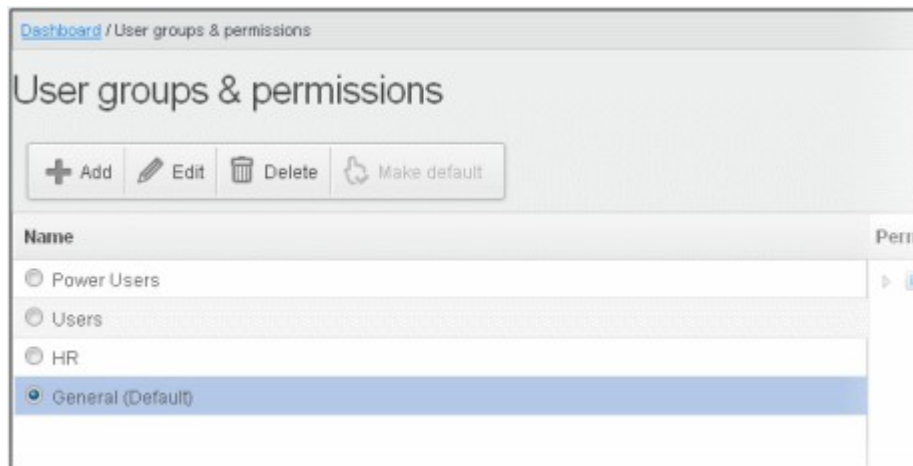 Dashboard / User groups & permissions
User groups & permissions
Add Edit Delete Make default
Name Perr
Power Users
Users
HR
General (Default)